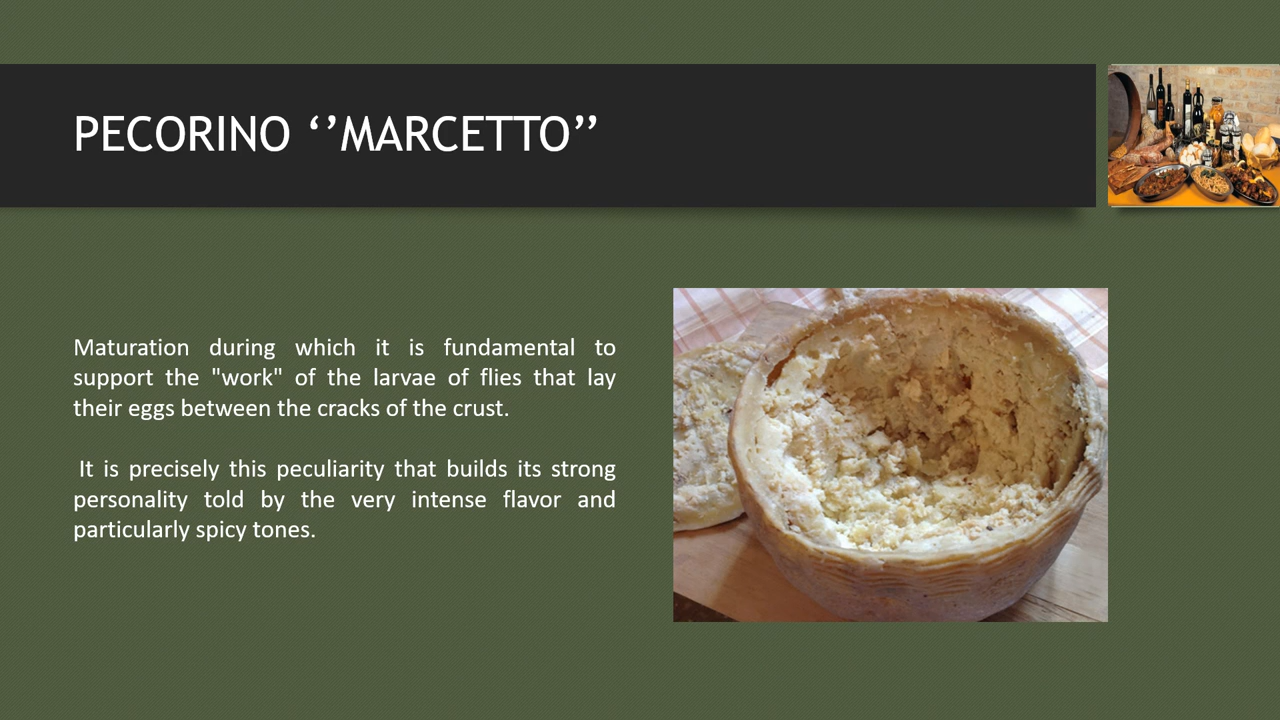 PECORINO ‘’MARCETTO’’
Maturation during which it is fundamental to
support the "work" of the larvae of flies that lay
their eggs between the cracks of the crust.
It is precisely this peculiarity that builds its strong
personality told by the very intense flavor and
particularly spicy tones.